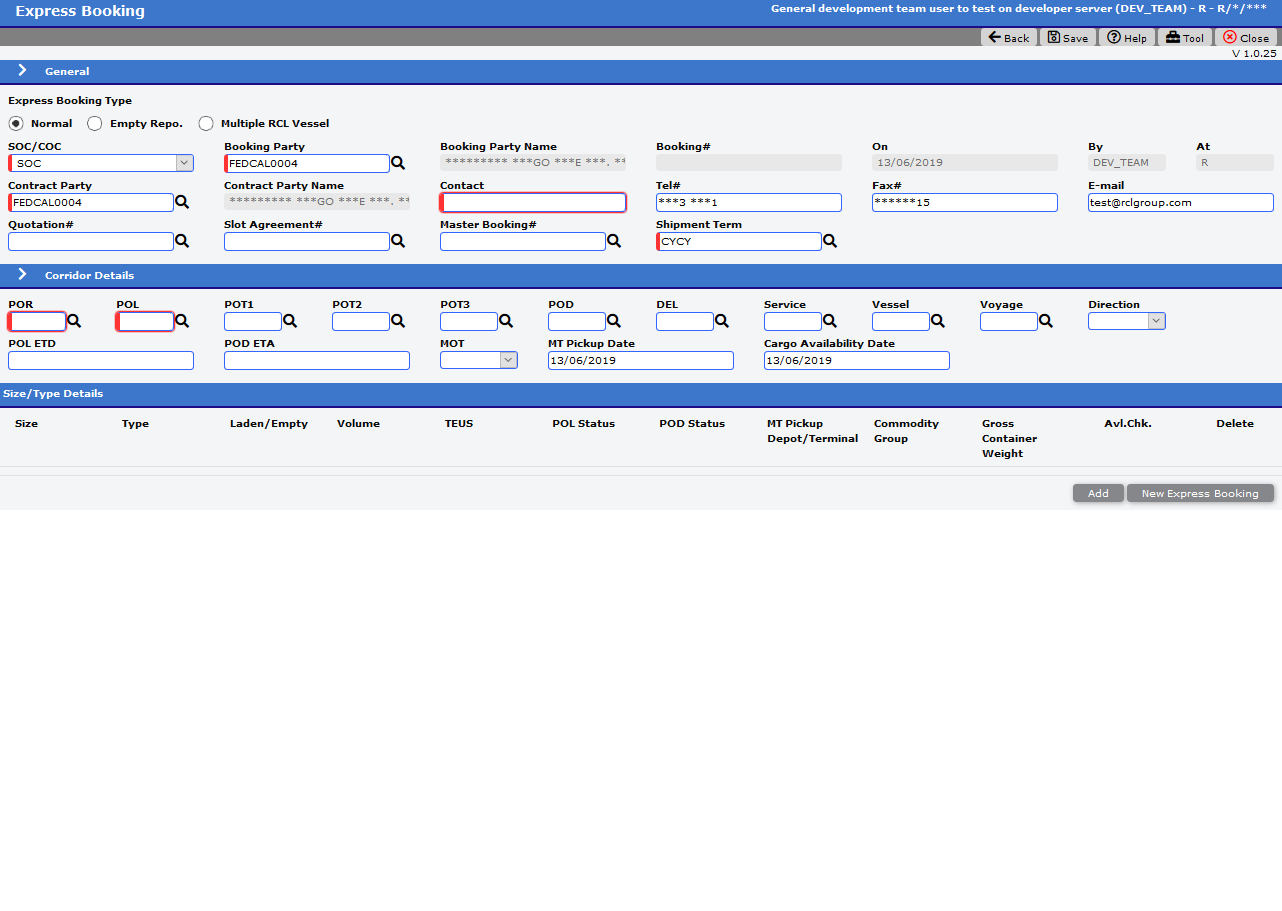 Express Booking
General development team user to test on developer server (DEV_TEAM) - R - R/*/***
Back Save Help Tool Close
V 1.0.25
General
Express Booking Type
Normal Empty Repo. Multiple RCL Vessel
SOC/COC Booking Party Booking Party Name Booking# On By At
SOC FEDCAL0004 ********* ***GO ***E ***. ** 13/06/2019 DEV_TEAM R
Contract Party Contract Party Name Contact Tel# Fax# E-mail
FEDCAL0004 ********* ***GO ***E ***. ** ***3 ***1 ******15 test@rclgroup.com
Quotation# Slot Agreement# Master Booking# Shipment Term
CYCY
Corridor Details
POR POL POT1 POT2 POT3 POD DEL Service Vessel Voyage Direction
POL ETD POD ETA MOT MT Pickup Date Cargo Availability Date
13/06/2019 13/06/2019
Size/Type Details
Size Type Laden/Empty Volume TEUS POL Status POD Status MT Pickup Commodity Gross Avl.Chk. Delete
Depot/Terminal Group Container
Weight
Add New Express Booking